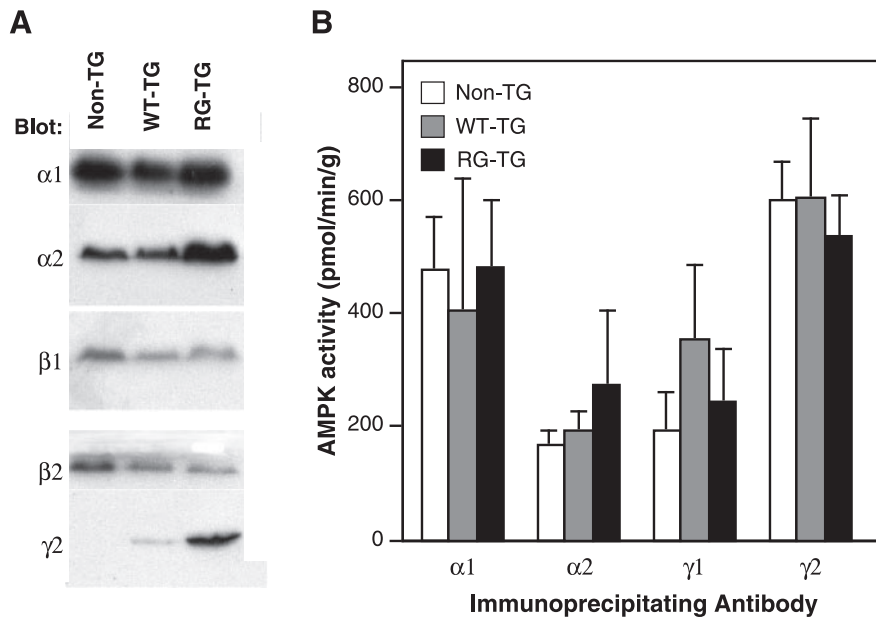 A
Blot:
Non-TG
WT-TG
RG-TG
α1
α2
β1
β2
γ2
B
AMPK activity (pmol/min/g)
800
600
400
200
0
Non-TG
WT-TG
RG-TG
α1 α2 γ1 γ2
Immunoprecipitating Antibody